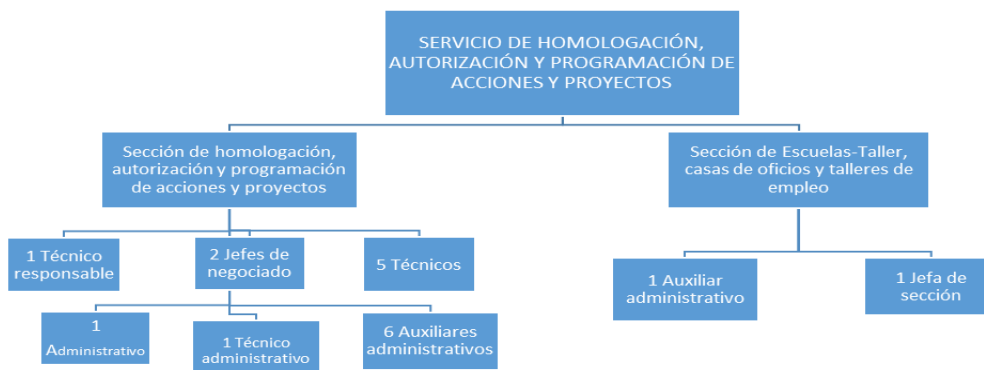 SERVICIO DE HOMOLOGACIÓN,
AUTORIZACIÓN Y PROGRAMACIÓN DE
ACCIONES Y PROYECTOS
Sección de homologación,
autorización y programación
de acciones y proyectos
Sección de Escuelas-Taller,
casas de oficios y talleres de
empleo
1 Técnico
responsable
2 Jefes de
negociado
5 Técnicos
1 Auxiliar
administrativo
1 Jefa de
sección
1
Administrativo
1 Técnico
administrativo
6 Auxiliares
administrativos